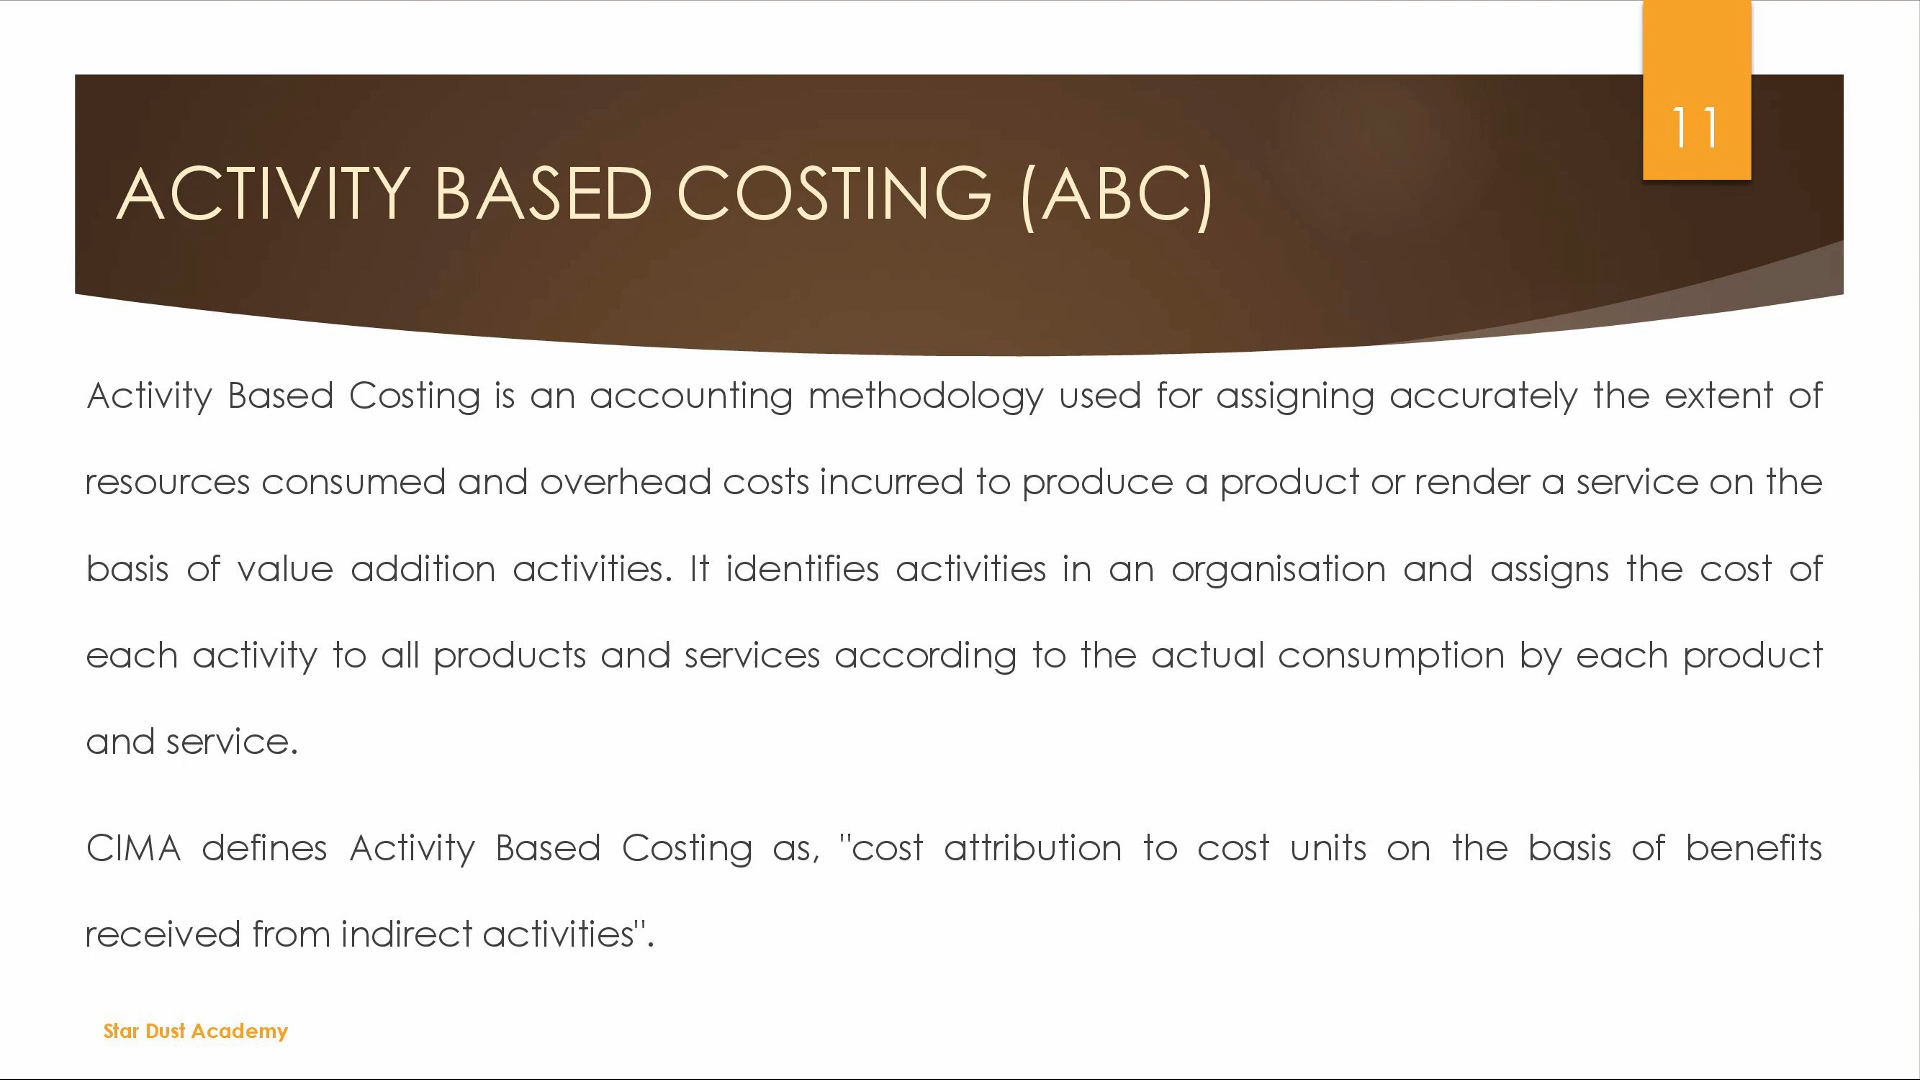 11
ACTIVITY BASED COSTING (ABC)
Activity Based Costing is an accounting methodology used for assigning accurately the extent of
resources consumed and overhead costs incurred to produce a product or render a service on the
basis of value addition activities. It identifies activities in an organisation and assigns the cost of
each activity to all products and services according to the actual consumption by each product
and service.
CIMA defines Activity Based Costing as, "cost attribution to cost units on the basis of benefits
received from indirect activities".
Star Dust Academy